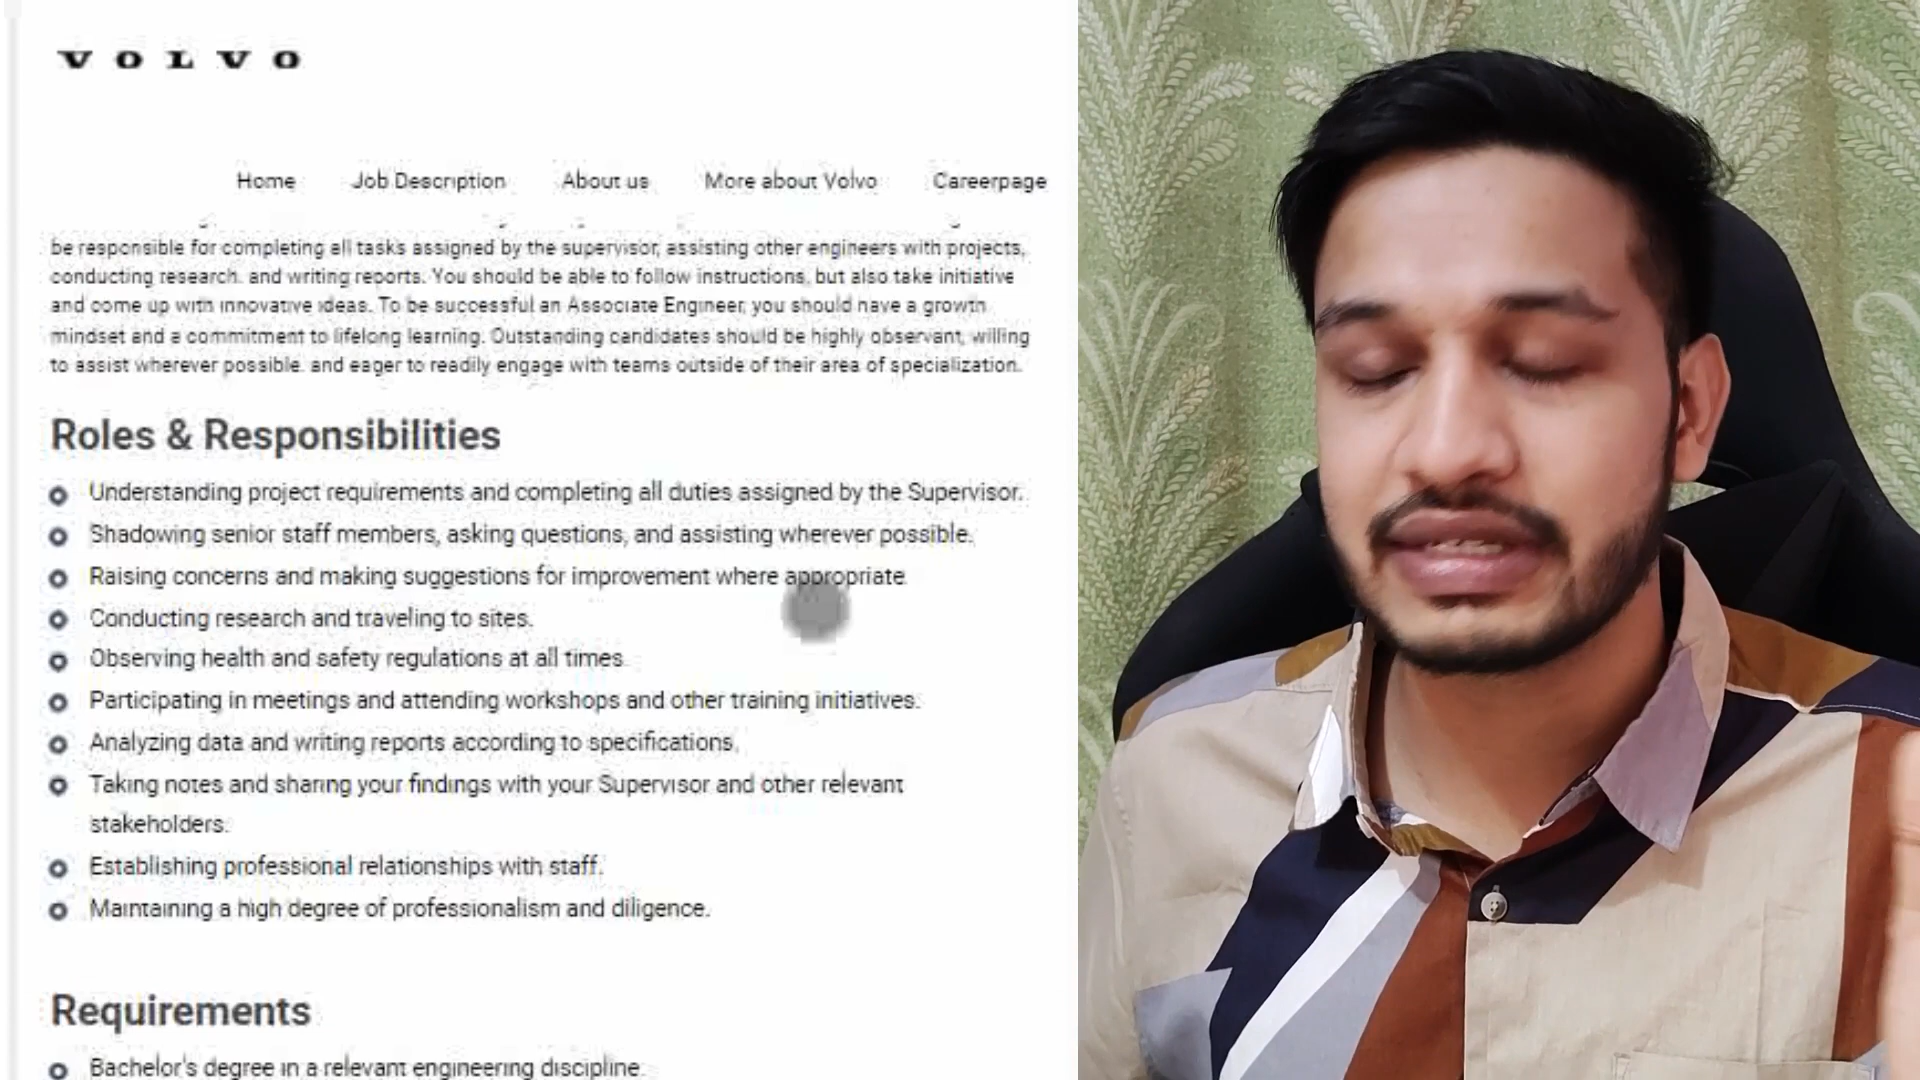 VOLVO
Home Job Description About us More about Volvo Careerpage
be responsible for completing all tasks assigned by the supervisor, assisting other engineers with projects,
conducting research, and writing reports. You should be able to follow instructions, but also take initiative
and come up with innovative ideas. To be successful an Associate Engineer, you should have a growth
mindset and a commitment to lifelong learning. Outstanding candidates should be highly observant, willing
to assist wherever possible, and eager to readily engage with teams outside of their area of specialization.
Roles & Responsibilities
Understanding project requirements and completing all duties assigned by the Supervisor.
Shadowing senior staff members, asking questions, and assisting wherever possible.
Raising concerns and making suggestions for improvement where appropriate.
Conducting research and traveling to sites.
Observing health and safety regulations at all times.
Participating in meetings and attending workshops and other training initiatives.
Analyzing data and writing reports according to specifications.
Taking notes and sharing your findings with your Supervisor and other relevant
stakeholders.
Establishing professional relationships with staff.
Maintaining a high degree of professionalism and diligence.
Requirements
Bachelor's degree in a relevant engineering discipline.